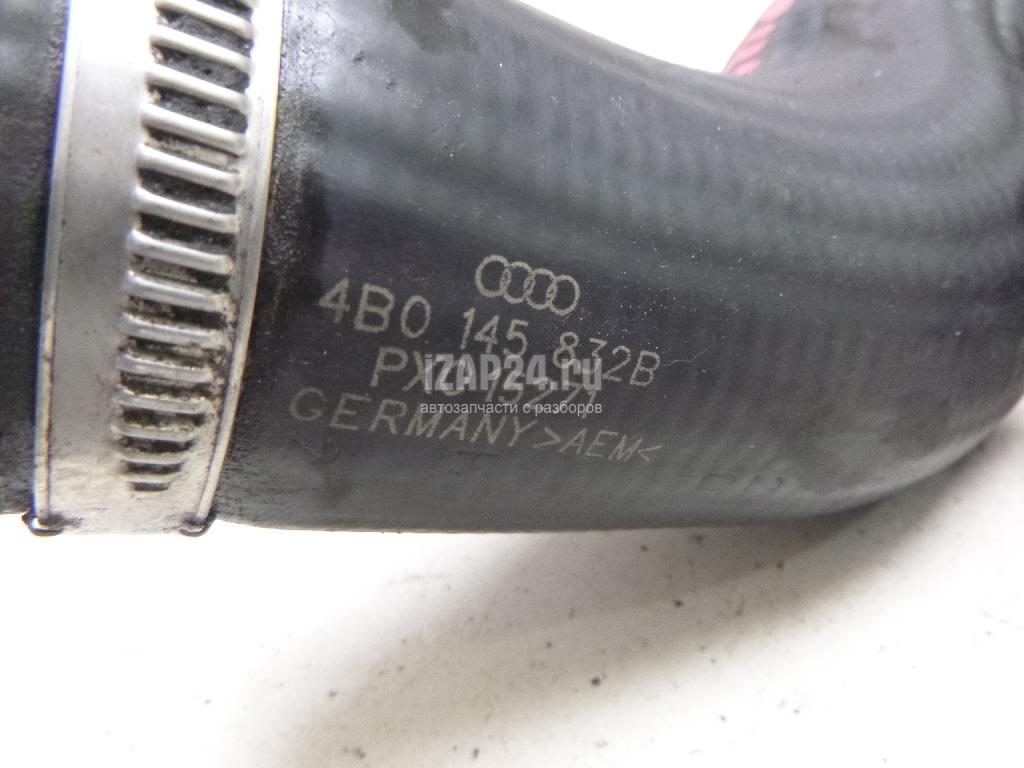 4B0 145 832B
GERMANY >AEM<
iZAP24.ru
автозапчасти с разборов